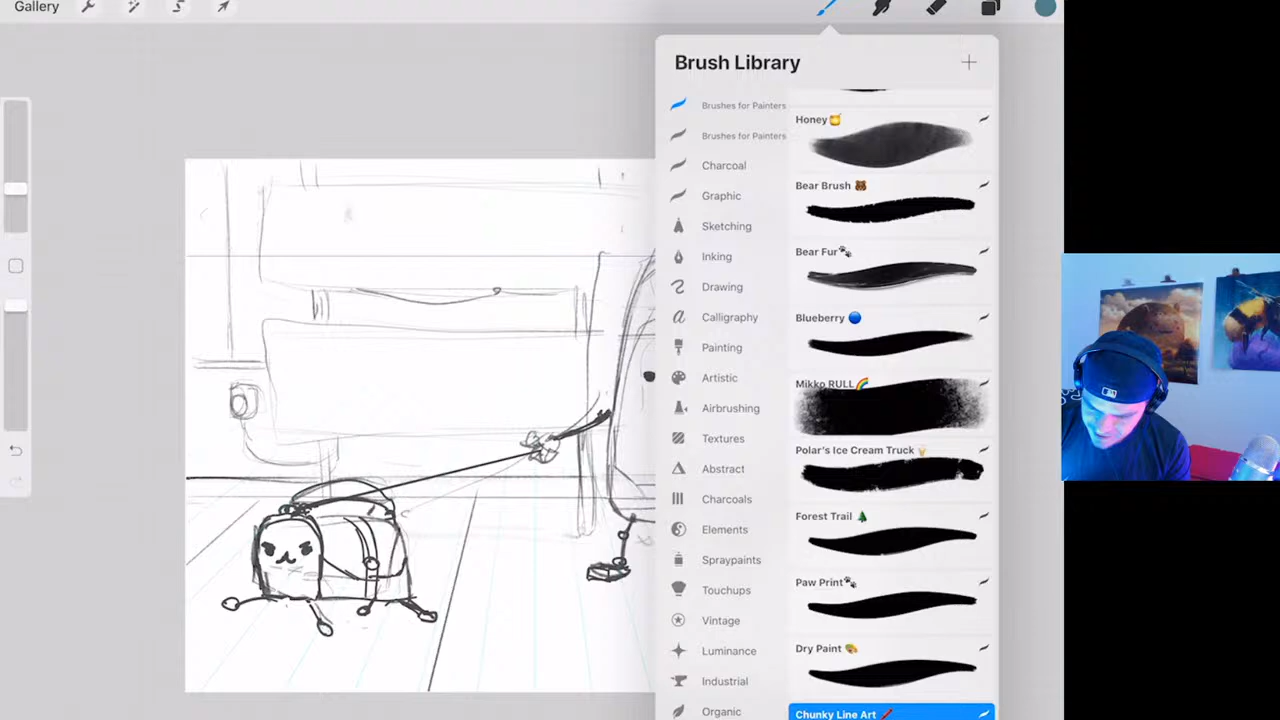 Gallery
Brush Library
Brushes for Painters
Brushes for Painters
Charcoal
Graphic
Sketching
Inking
Drawing
Calligraphy
Painting
Artistic
Airbrushing
Textures
Abstract
Charcoals
Elements
Spraypaints
Touchups
Vintage
Luminance
Industrial
Organic
Honey🍯
Bear Brush 🐻
Bear Fur🐾
Blueberry 🔵
Mikko RULL🌈
Polar's Ice Cream Truck🍦
Forest Trail 🌲
Paw Print🐾
Dry Paint 🎨
Chunky Line Art 🖍️